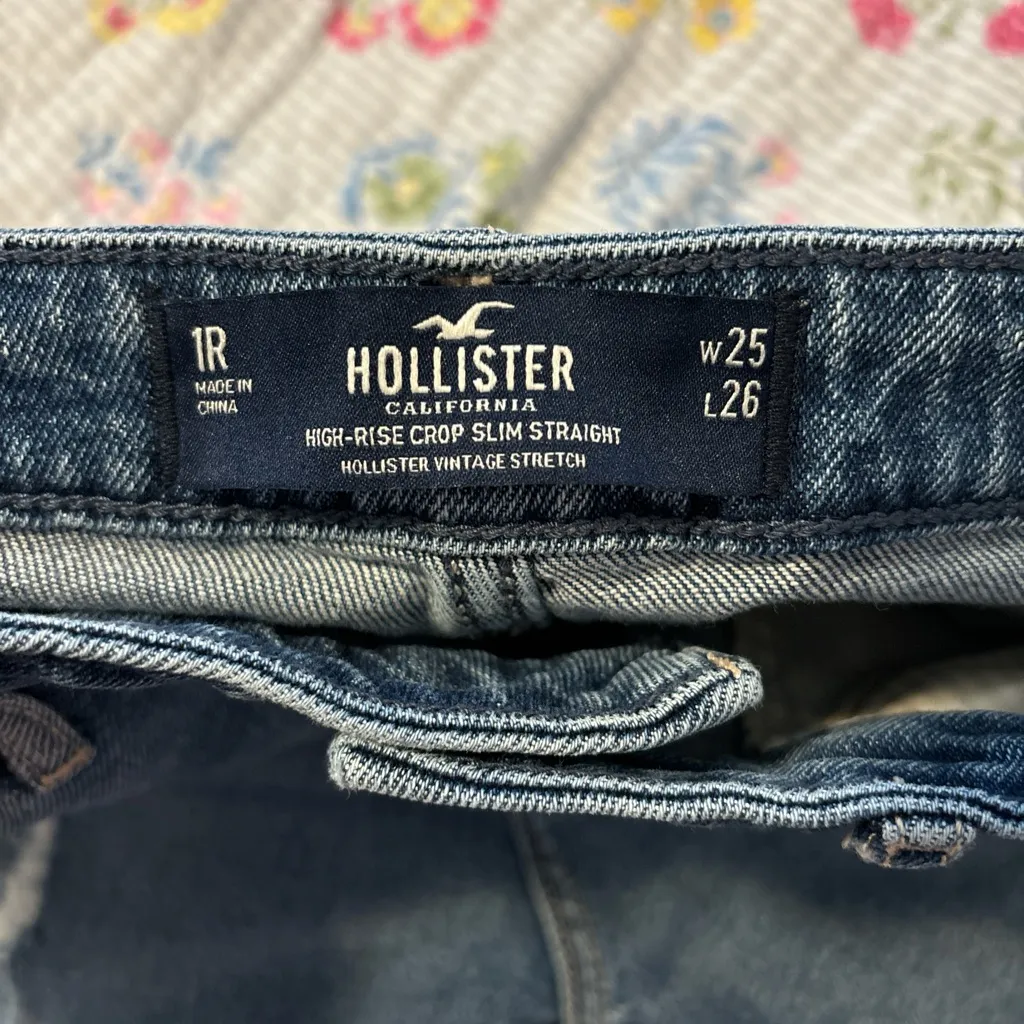 1R
MADE IN
CHINA
HOLLISTER
CALIFORNIA
HIGH-RISE CROP SLIM STRAIGHT
HOLLISTER VINTAGE STRETCH
W25
L26